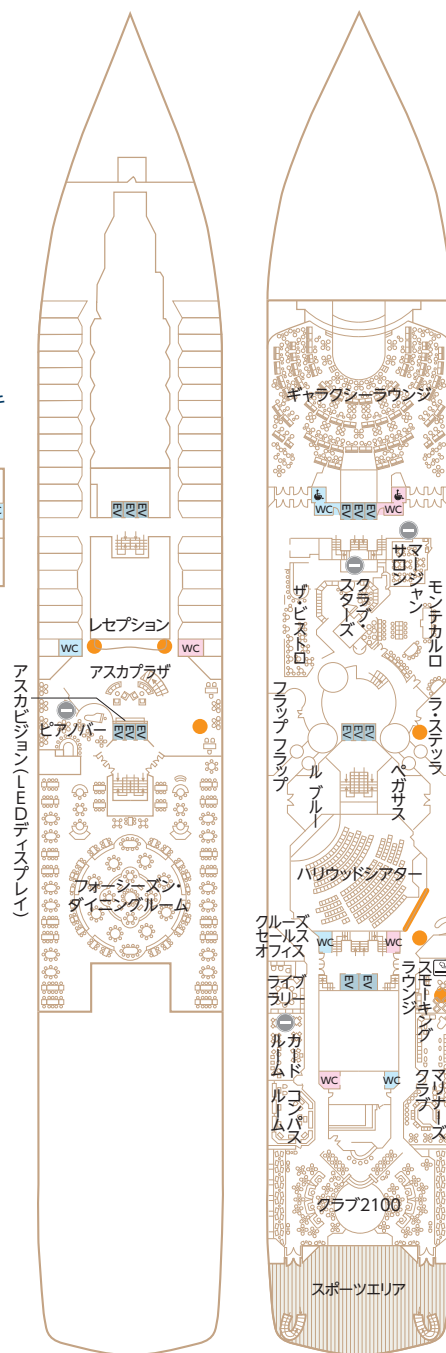 EV EV EV
レセプション
WC
WC
アスカプラザ
アスカビジョン(LEDディスプレイ)
ピアノバー
EV EV EV
フォーシーズン・
ダイニングルーム
ギャラクシーラウンジ
WC
EV EV EV
WC
マージャン
サロン
クラブ・
スターズ
ザ・ビストロ
モンテカルロ
フラップ フラップ
EV EV EV
ラ・ステッラ
ル ブルー
ペガサス
ハリウッドシアター
クルーズ
セールス
オフィス
WC
WC
ライブ
ラリー
EV EV
スモーキング
ラウンジ
カード
ルーム
WC
WC
コンパス
ルーム
マリナーズ
クラブ
クラブ2100
スポーツエリア